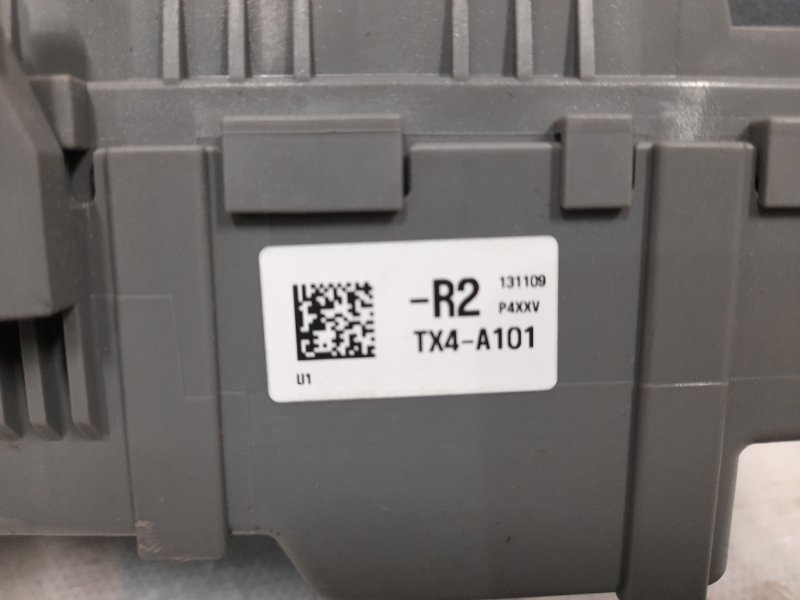 -R2 131109
P4XXV
TX4-A101
U1